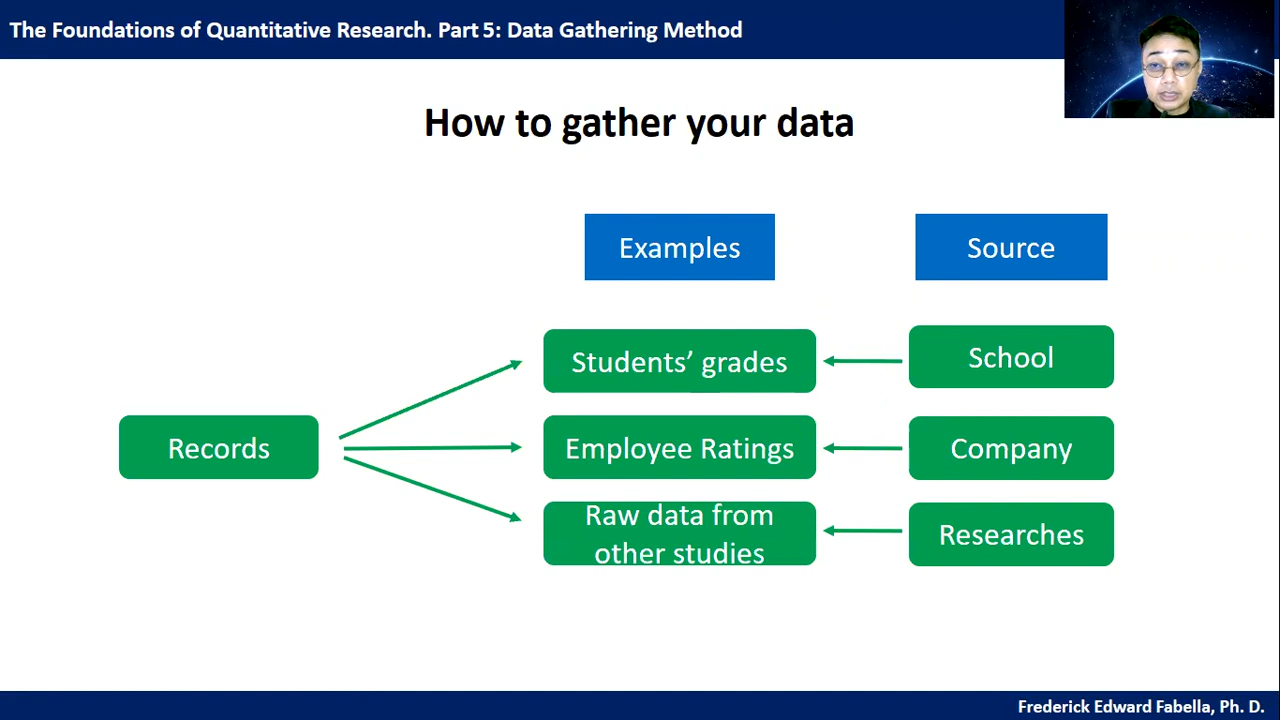 The Foundations of Quantitative Research. Part 5: Data Gathering Method
How to gather your data
Examples
Source
Students’ grades
School
Records
Employee Ratings
Company
Raw data from
other studies
Researches
Frederick Edward Fabella, Ph. D.